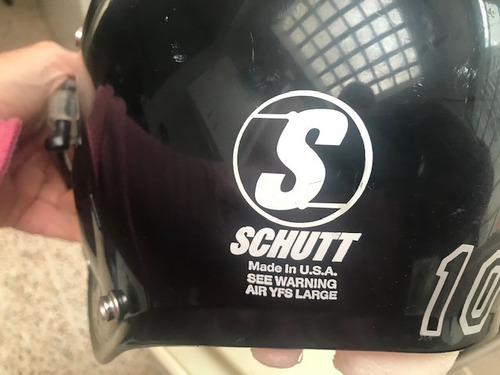 S
SCHUTT
Made In U.S.A.
SEE WARNING
AIR YFS LARGE
10